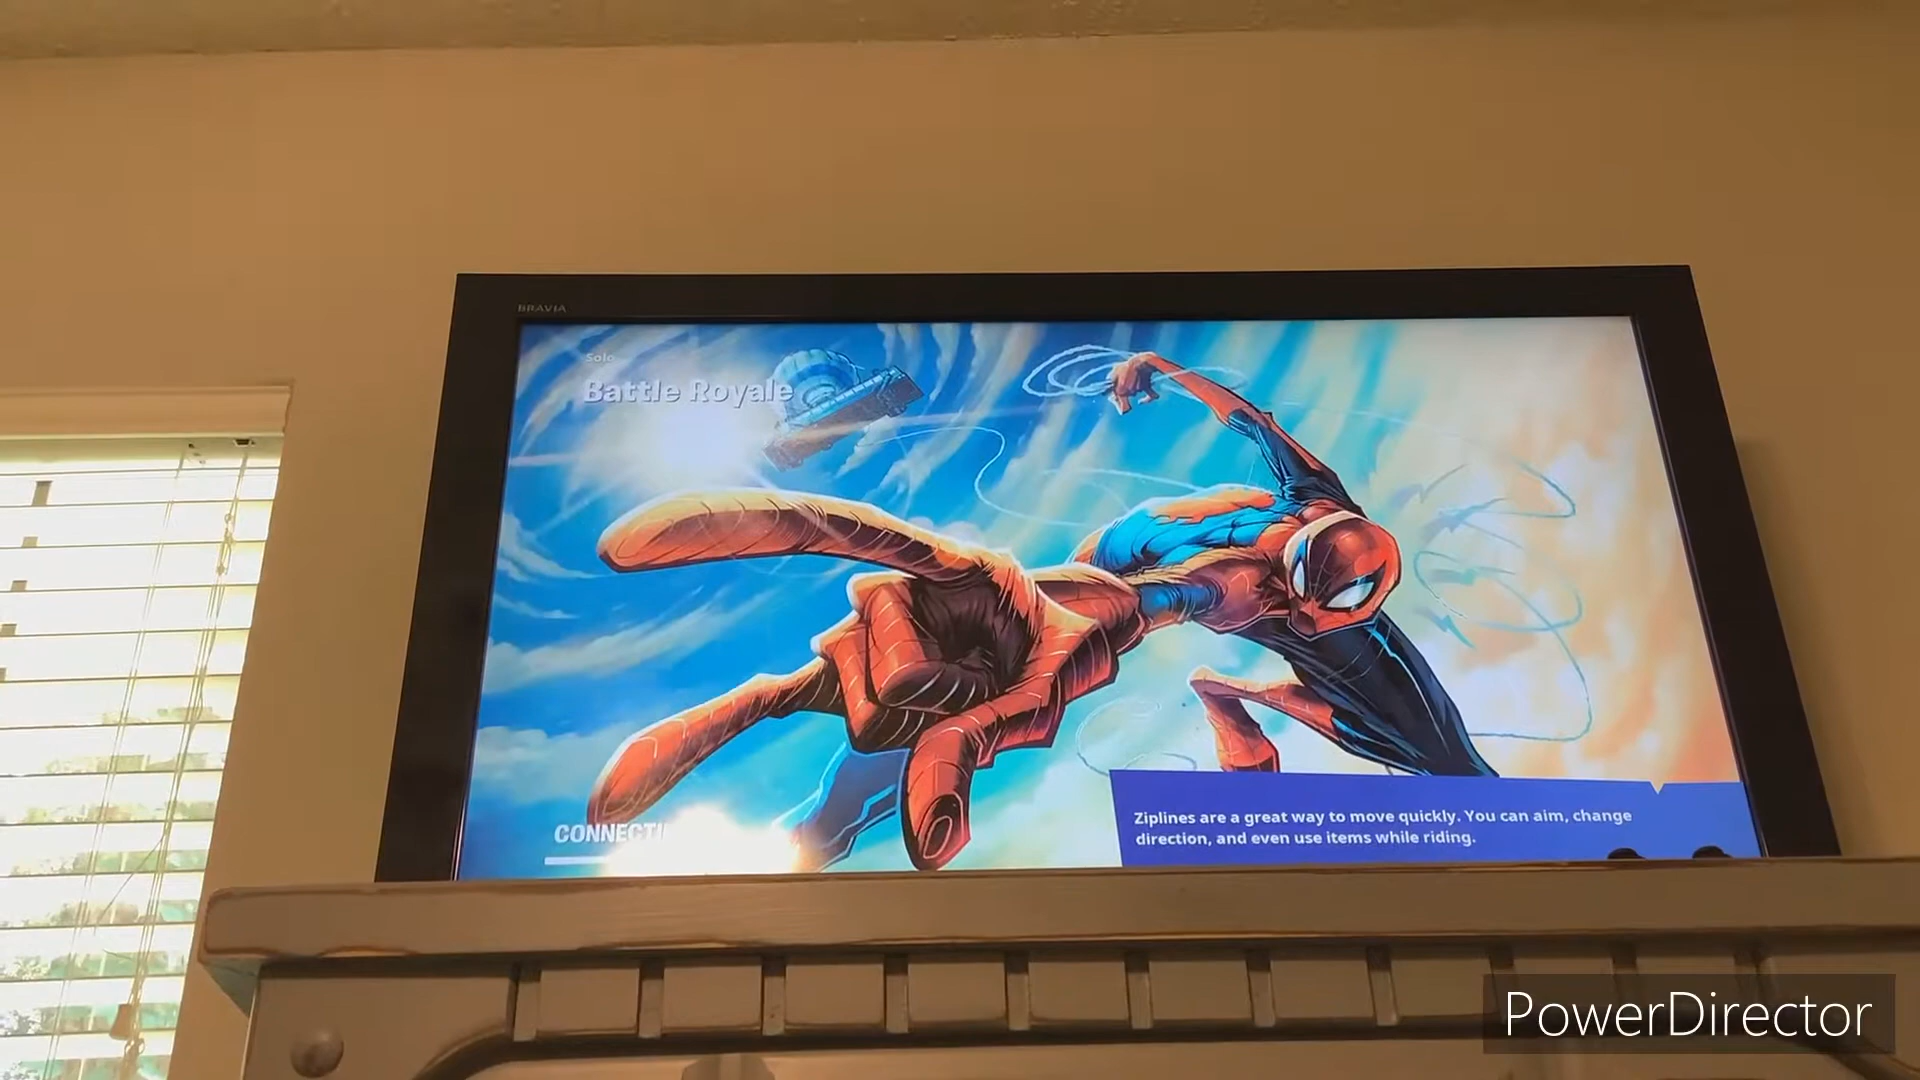 BRAVIA
Solo
Battle Royale
CONNECTI
Ziplines are a great way to move quickly. You can aim, change
direction, and even use items while riding.
PowerDirector